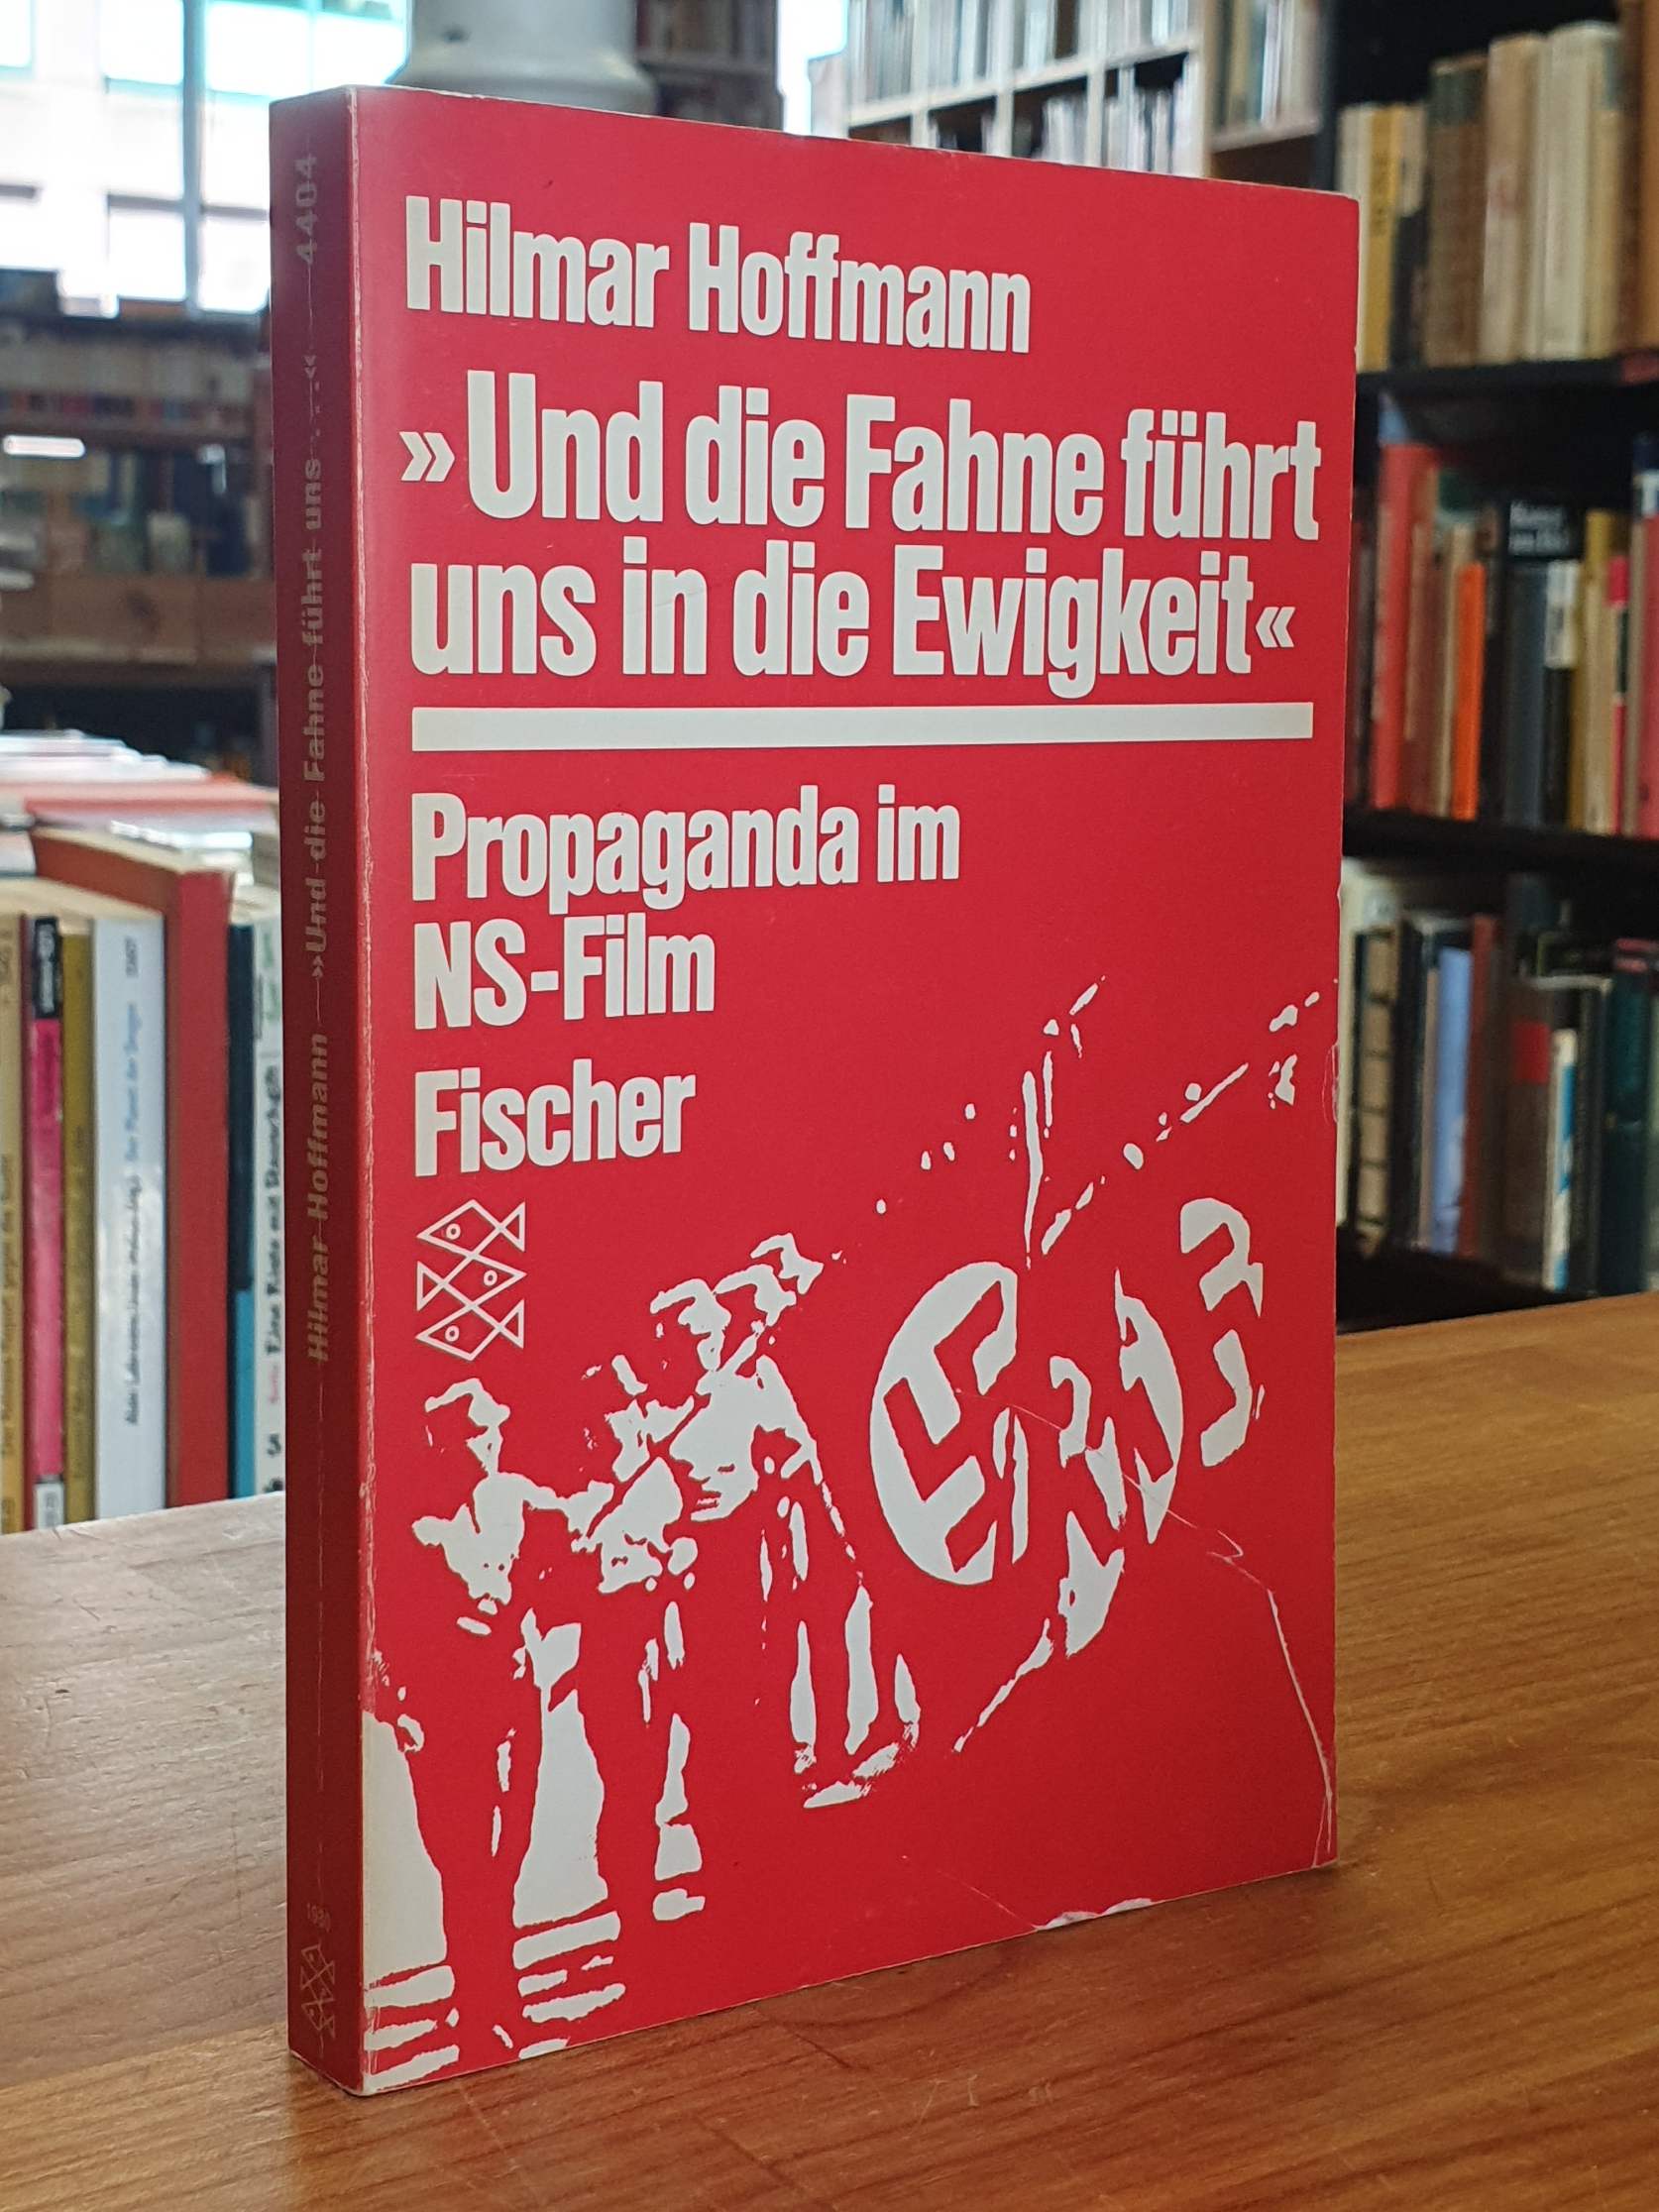 Hilmar Hoffmann
»Und die Fahne führt
uns in die Ewigkeit«
Propaganda im
NS-Film
Fischer
Hilmar Hoffmann »Und die Fahne führt uns . . .« 4404
1980